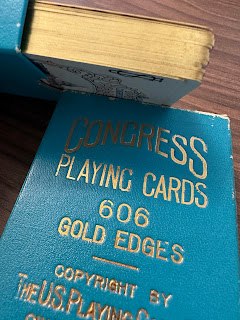 CONGRESS
PLAYING CARDS
606
GOLD EDGES
COPYRIGHT BY
THE U.S. PLAYING